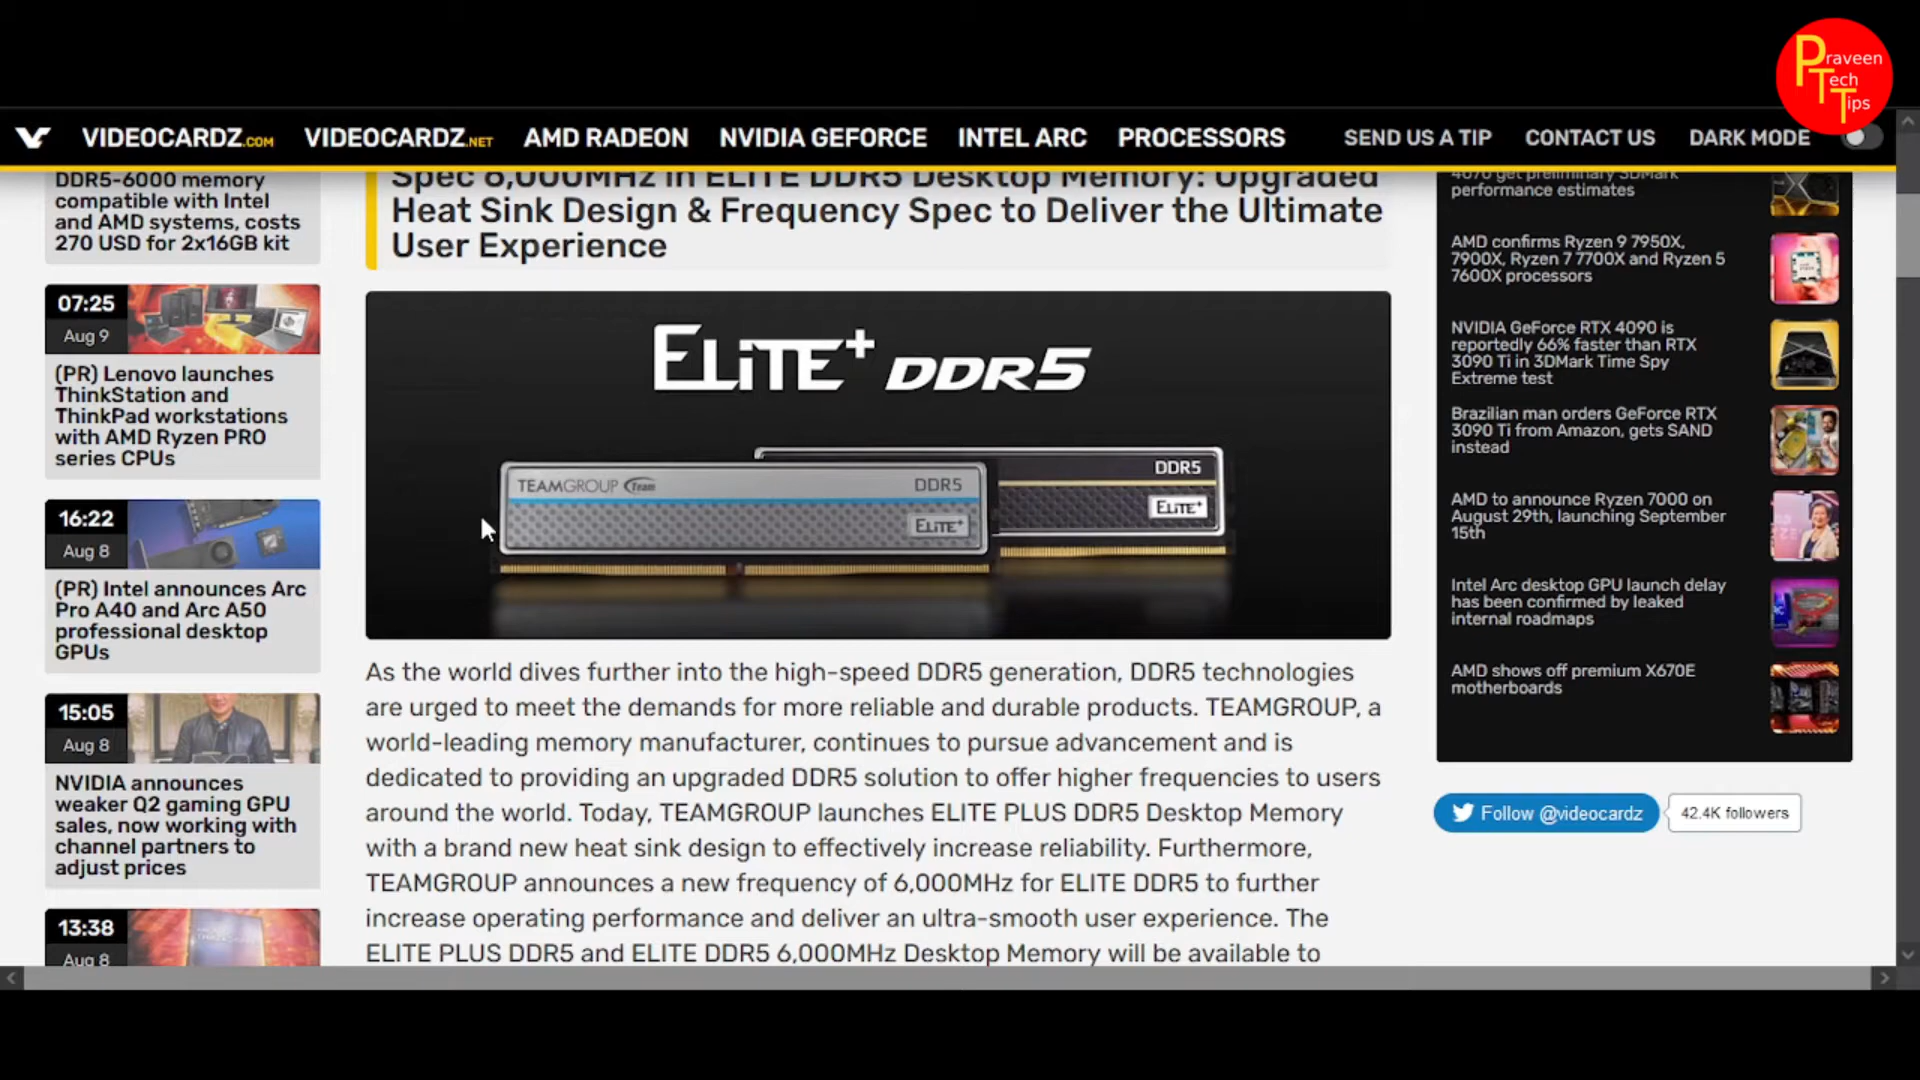 Praveen
Tech
Tips
VIDEOCARDZ.COM
VIDEOCARDZ.NET
AMD RADEON
NVIDIA GEFORCE
INTEL ARC
PROCESSORS
SEND US A TIP
CONTACT US
DARK MODE
DDR5-6000 memory
compatible with Intel
and AMD systems, costs
270 USD for 2x16GB kit
07:25
Aug 9
(PR) Lenovo launches
ThinkStation and
ThinkPad workstations
with AMD Ryzen PRO
series CPUs
16:22
Aug 8
(PR) Intel announces Arc
Pro A40 and Arc A50
professional desktop
GPUs
15:05
Aug 8
NVIDIA announces
weaker Q2 gaming GPU
sales, now working with
channel partners to
adjust prices
13:38
Aug 8
Spec 6,000MHz in ELITE DDR5 Desktop Memory: Upgraded
Heat Sink Design & Frequency Spec to Deliver the Ultimate
User Experience
ELiTE+ DDR5
TEAMGROUP Team
DDR5
ELiTE+
DDR5
ELiTE+
As the world dives further into the high-speed DDR5 generation, DDR5 technologies
are urged to meet the demands for more reliable and durable products. TEAMGROUP, a
world-leading memory manufacturer, continues to pursue advancement and is
dedicated to providing an upgraded DDR5 solution to offer higher frequencies to users
around the world. Today, TEAMGROUP launches ELITE PLUS DDR5 Desktop Memory
with a brand new heat sink design to effectively increase reliability. Furthermore,
TEAMGROUP announces a new frequency of 6,000MHz for ELITE DDR5 to further
increase operating performance and deliver an ultra-smooth user experience. The
ELITE PLUS DDR5 and ELITE DDR5 6,000MHz Desktop Memory will be available to
4070 get preliminary 3DMark
performance estimates
AMD confirms Ryzen 9 7950X,
7900X, Ryzen 7 7700X and Ryzen 5
7600X processors
NVIDIA GeForce RTX 4090 is
reportedly 66% faster than RTX
3090 Ti in 3DMark Time Spy
Extreme test
Brazilian man orders GeForce RTX
3090 Ti from Amazon, gets SAND
instead
AMD to announce Ryzen 7000 on
August 29th, launching September
15th
Intel Arc desktop GPU launch delay
has been confirmed by leaked
internal roadmaps
AMD shows off premium X670E
motherboards
Follow @videocardz
42.4K followers